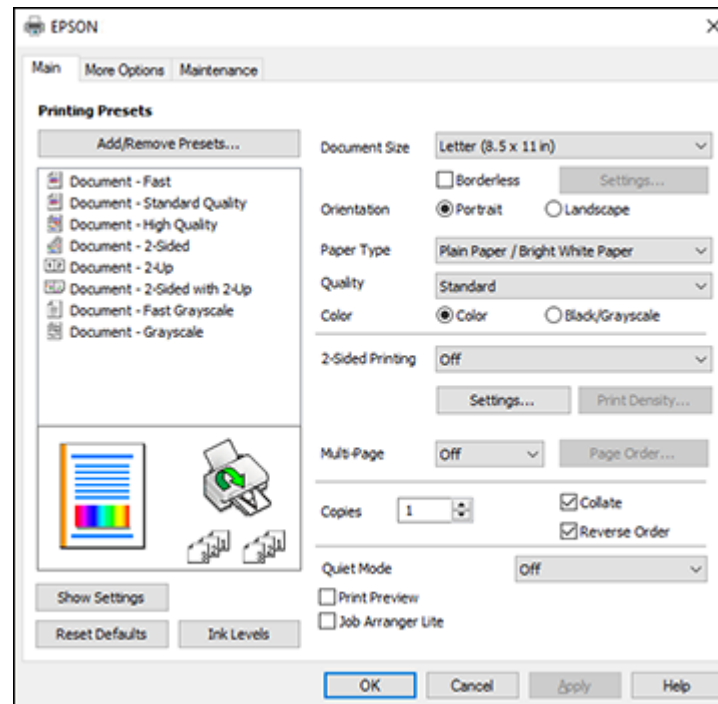 EPSON
Main More Options Maintenance
Printing Presets
Add/Remove Presets...
Document - Fast
Document - Standard Quality
Document - High Quality
Document - 2-Sided
Document - 2-Up
Document - 2-Sided with 2-Up
Document - Fast Grayscale
Document - Grayscale
Show Settings
Reset Defaults Ink Levels
Document Size Letter (8.5 x 11 in)
Borderless Settings...
Orientation Portrait Landscape
Paper Type Plain Paper / Bright White Paper
Quality Standard
Color Color Black/Grayscale
2-Sided Printing Off
Settings... Print Density...
Multi-Page Off Page Order...
Copies 1 Collate
Reverse Order
Quiet Mode Off
Print Preview
Job Arranger Lite
OK Cancel Apply Help